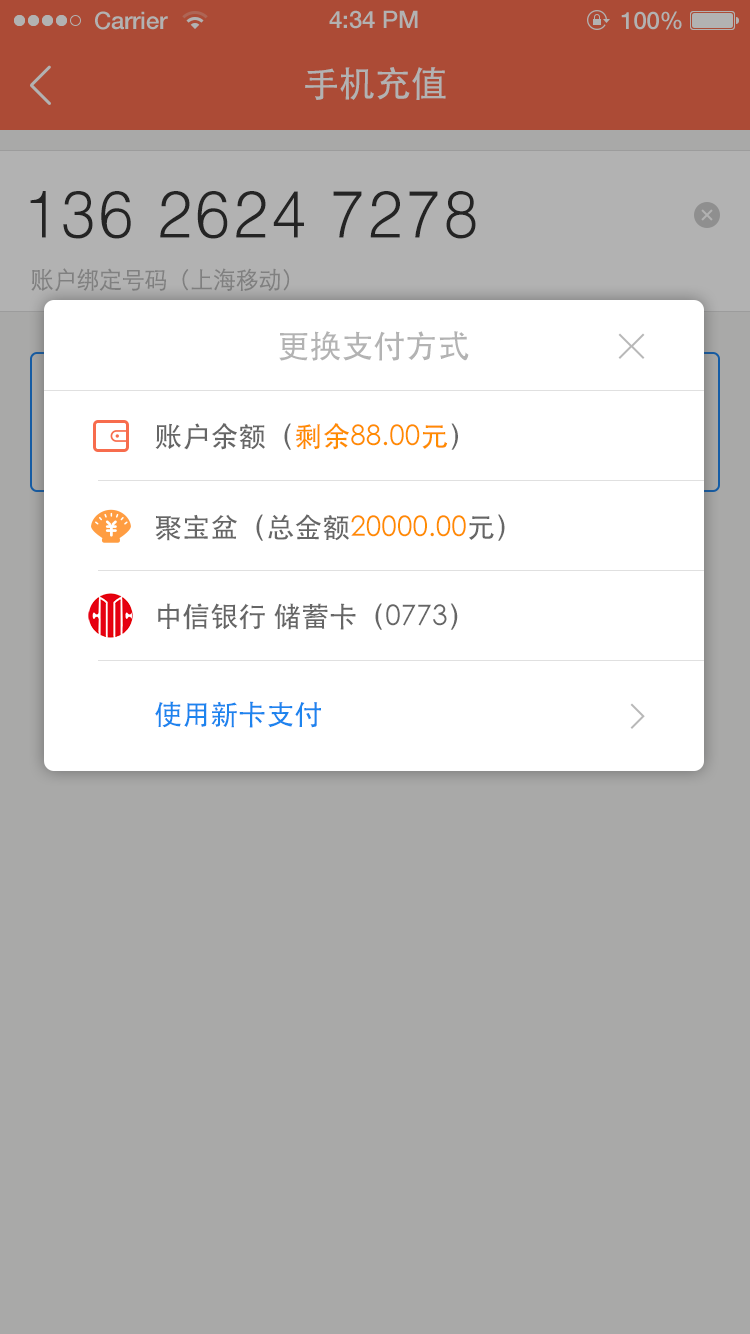 Carrier 4:34 PM 100%
手机充值
136 2624 7278
账户绑定号码（上海移动）
更换支付方式
账户余额（剩余88.00元）
聚宝盆（总金额20000.00元）
中信银行 储蓄卡（0773）
使用新卡支付